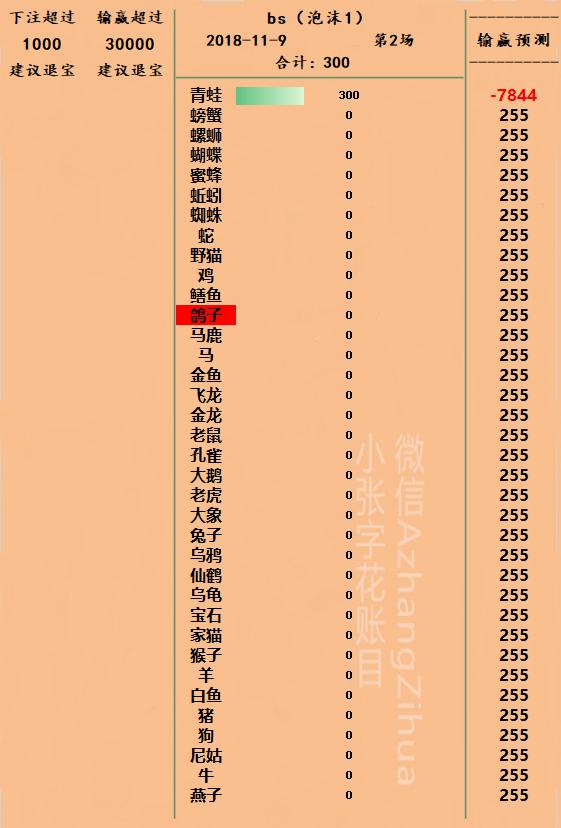 下注超过 输赢超过
1000 30000
建议退宝 建议退宝
bs（泡沫1）
2018-11-9 第2场
合计：300
输赢预测
青蛙 300 -7844
螃蟹 0 255
螺蛳 0 255
蝴蝶 0 255
蜜蜂 0 255
蚯蚓 0 255
蜘蛛 0 255
蛇 0 255
野猫 0 255
鸡 0 255
鳝鱼 0 255
鸽子 0 255
马鹿 0 255
马 0 255
金鱼 0 255
飞龙 0 255
金龙 0 255
老鼠 0 255
孔雀 0 255
大鹅 0 255
老虎 0 255
大象 0 255
兔子 0 255
乌鸦 0 255
仙鹤 0 255
乌龟 0 255
宝石 0 255
家猫 0 255
猴子 0 255
羊 0 255
白鱼 0 255
猪 0 255
狗 0 255
尼姑 0 255
牛 0 255
燕子 0 255
微信AzhangZihua
小张字花账目